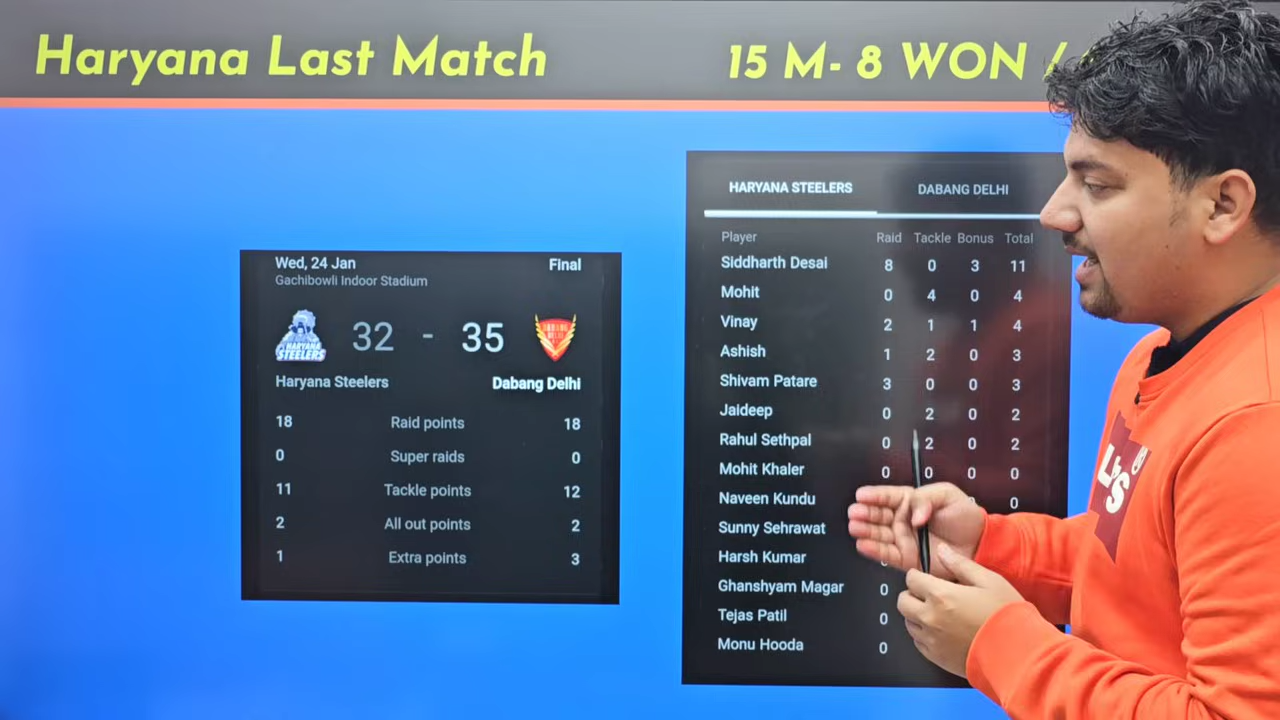 Haryana Last Match
15 M- 8 WON /
Wed, 24 Jan Final
Gachibowli Indoor Stadium
HARYANA STEELERS
32 - 35
DABANG DELHI
Haryana Steelers Dabang Delhi
18 Raid points 18
0 Super raids 0
11 Tackle points 12
2 All out points 2
1 Extra points 3
HARYANA STEELERS DABANG DELHI
Player Raid Tackle Bonus Total
Siddharth Desai 8 0 3 11
Mohit 0 4 0 4
Vinay 2 1 1 4
Ashish 1 2 0 3
Shivam Patare 3 0 0 3
Jaideep 0 2 0 2
Rahul Sethpal 0 2 0 2
Mohit Khaler 0 0 0 0
Naveen Kundu 0
Sunny Sehrawat
Harsh Kumar
Ghanshyam Magar 0
Tejas Patil 0
Monu Hooda 0